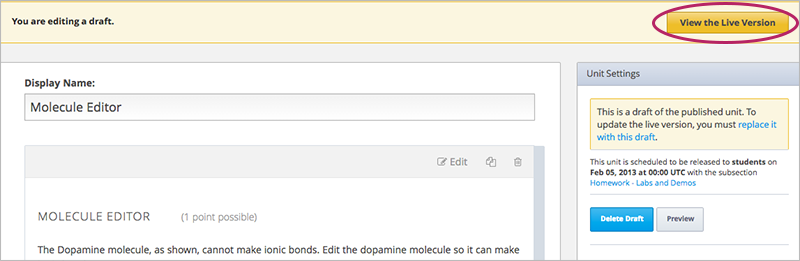 You are editing a draft.
View the Live Version
Display Name:
Molecule Editor
Edit
MOLECULE EDITOR (1 point possible)
The Dopamine molecule, as shown, cannot make ionic bonds. Edit the dopamine molecule so it can make
Unit Settings
This is a draft of the published unit. To
update the live version, you must replace it
with this draft.
This unit is scheduled to be released to students on
Feb 05, 2013 at 00:00 UTC with the subsection
Homework - Labs and Demos
Delete Draft
Preview